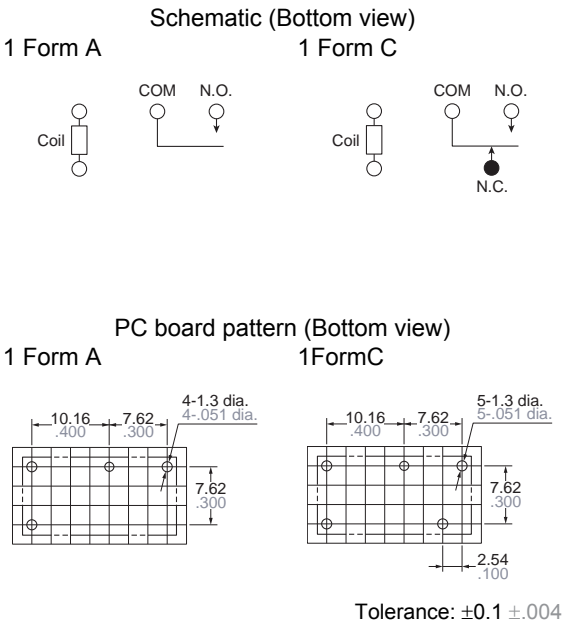 Schematic (Bottom view)
1 Form A
1 Form C
COM N.O.
Coil
COM N.O.
Coil
N.C.
PC board pattern (Bottom view)
1 Form A
1FormC
4-1.3 dia.
4-.051 dia.
10.16 7.62
.400 .300
7.62
.300
5-1.3 dia.
5-.051 dia.
10.16 7.62
.400 .300
7.62
.300
2.54
.100
Tolerance: ±0.1 ±.004